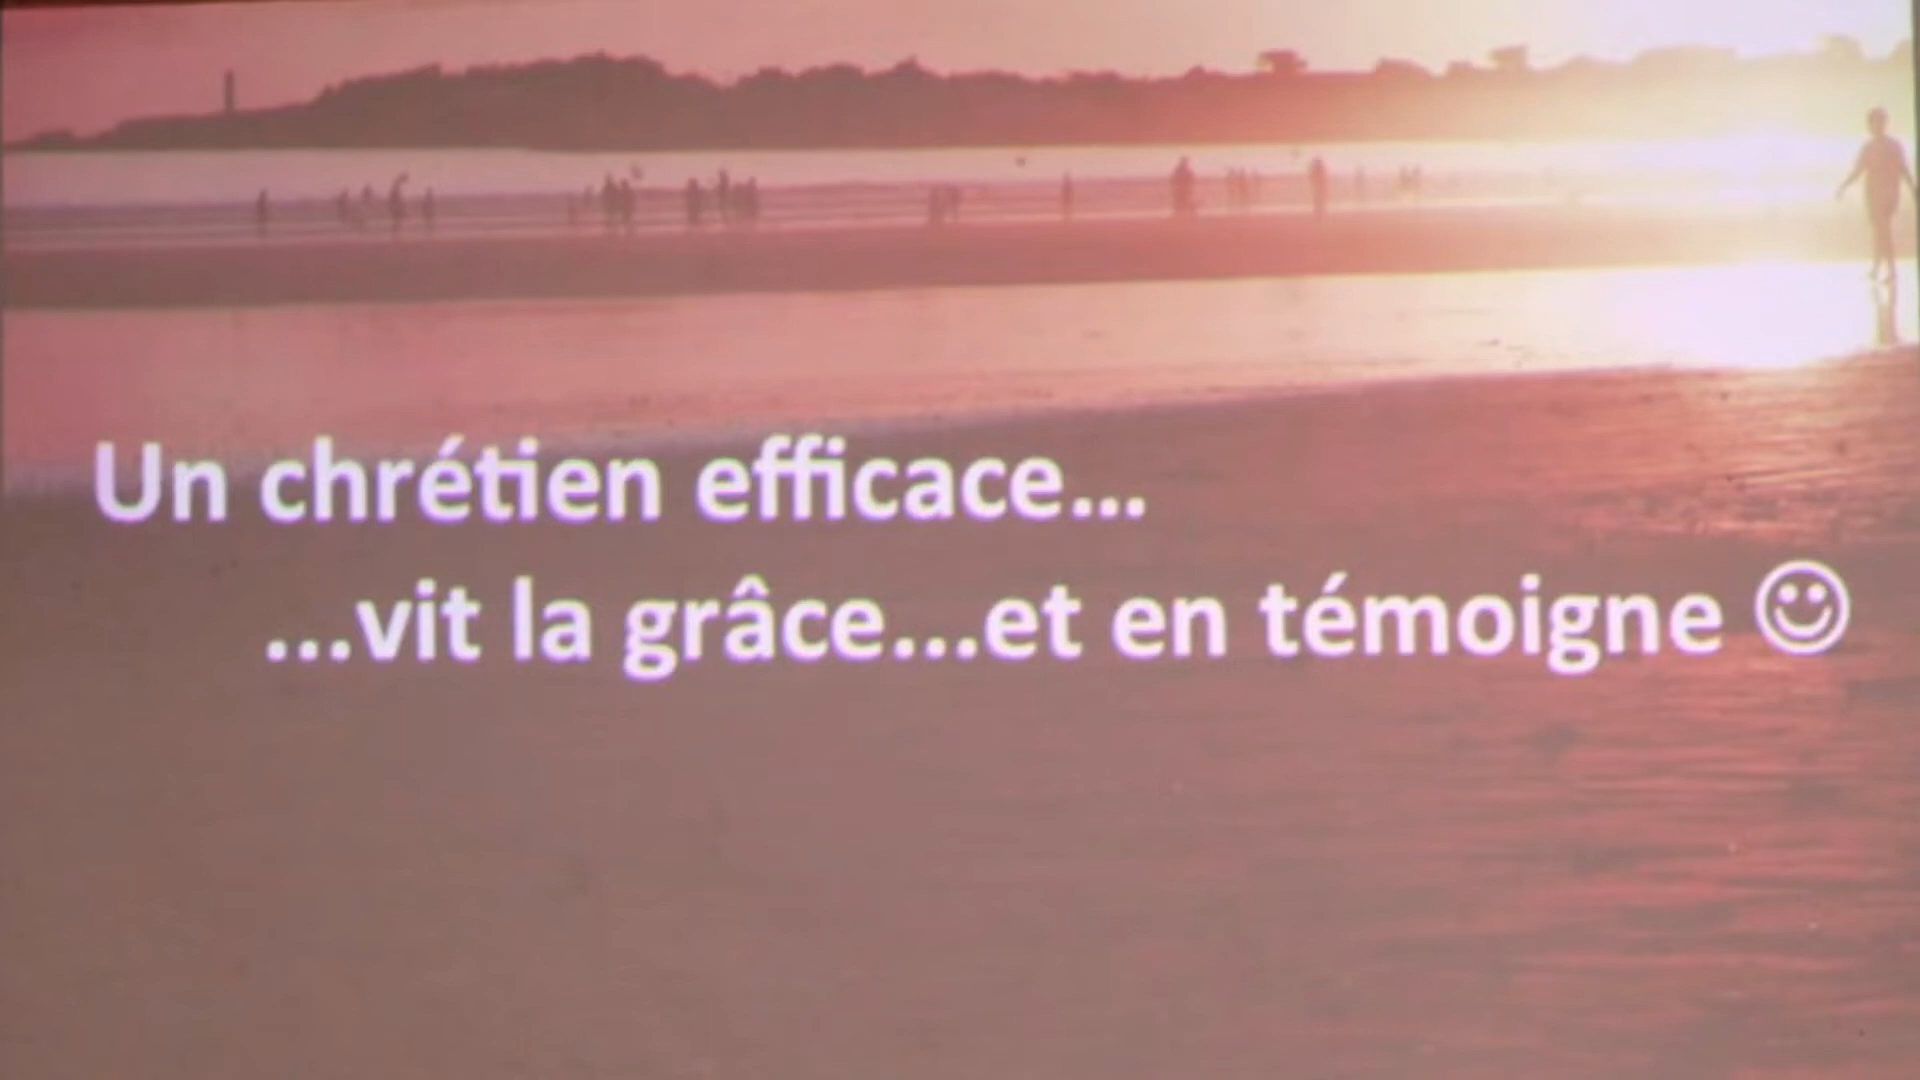 Un chrétien efficace...
...vit la grâce...et en témoigne ☺